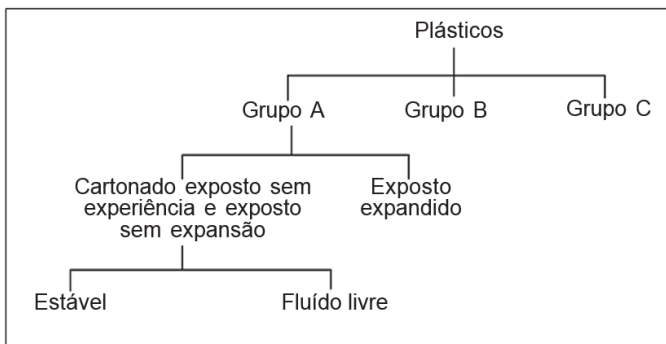 Plásticos
Grupo A
Grupo B
Grupo C
Cartonado exposto sem
experiência e exposto
sem expansão
Exposto
expandido
Estável
Fluído livre